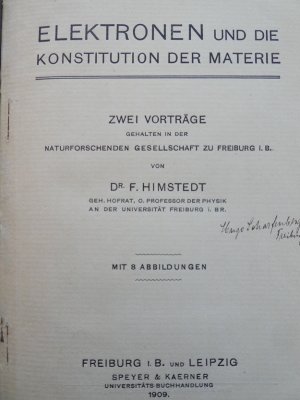 ELEKTRONEN UND DIE
KONSTITUTION DER MATERIE
ZWEI VORTRÄGE
GEHALTEN IN DER
NATURFORSCHENDEN GESELLSCHAFT ZU FREIBURG I. B.
VON
DR. F. HIMSTEDT
GEH. HOFRAT, O. PROFESSOR DER PHYSIK
AN DER UNIVERSITÄT FREIBURG I. BR.
Hugo
Freiburg
MIT 8 ABBILDUNGEN
FREIBURG I. B. UND LEIPZIG
SPEYER & KAERNER
UNIVERSITÄTS-BUCHHANDLUNG
1909.